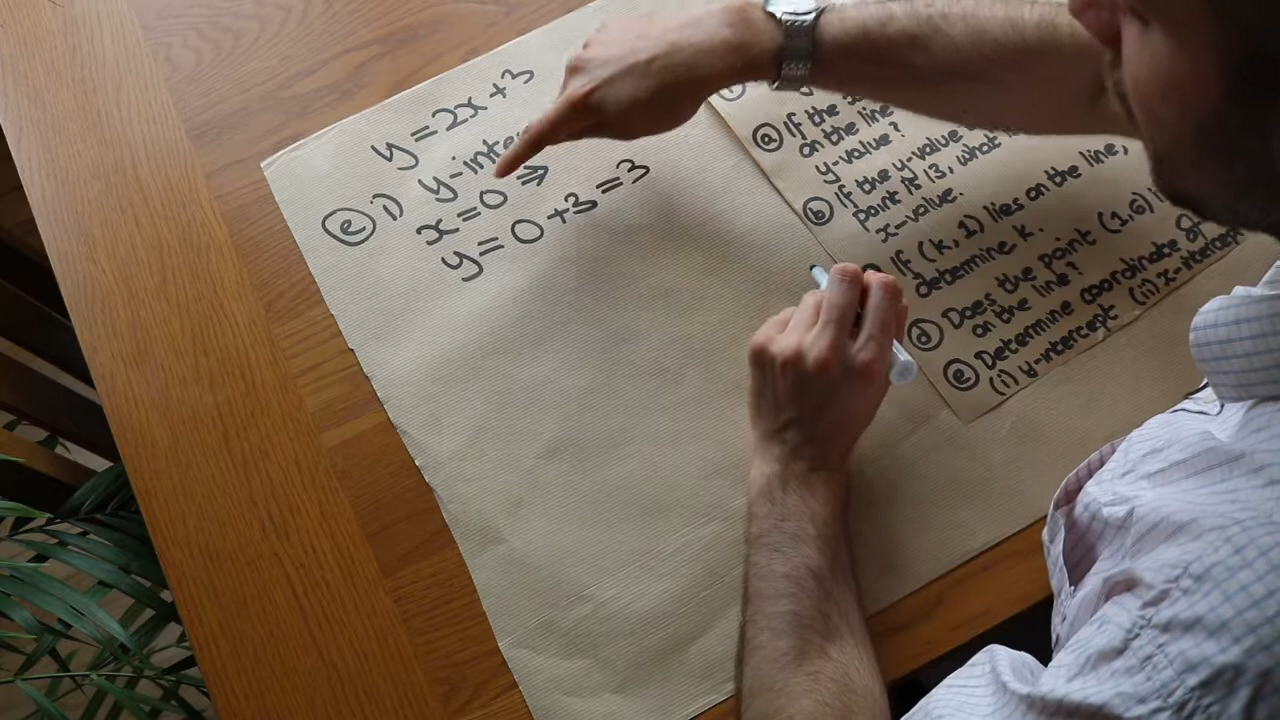 y=2x+3
ⓔ i) y-inte
x=0 ⇒
y=0+3=3
ⓐ If the
on the line
y-value?
ⓑ If the y-value
point is 13, what
x-value.
If (k, 1) lies on the line,
determine k.
ⓓ Does the point (1,6)
on the line?
ⓔ Determine coordinate of
(i) y-intercept (ii) x-intercept